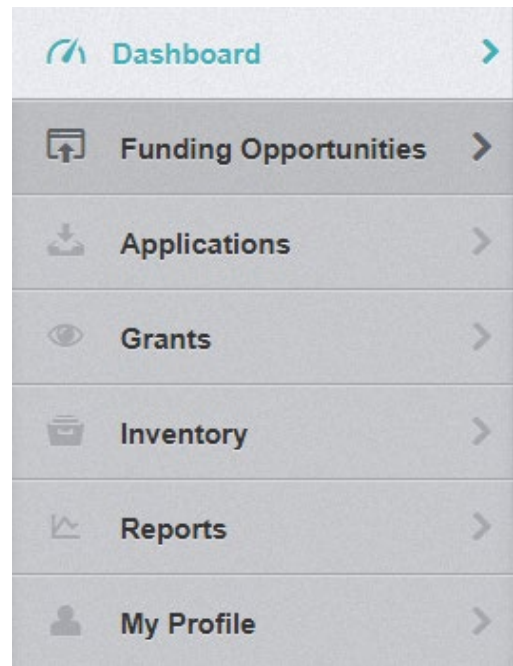 Dashboard
Funding Opportunities
Applications
Grants
Inventory
Reports
My Profile